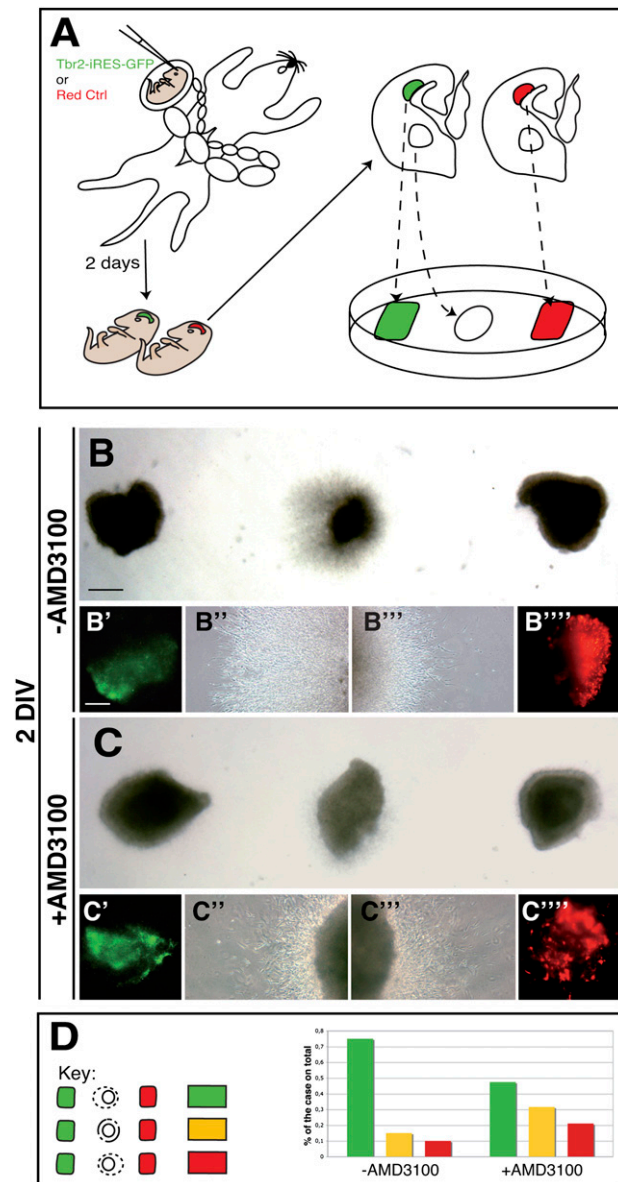 A
Tbr2-iRES-GFP
or
Red Ctrl
2 days
2 DIV
-AMD3100
B
B'
B''
B'''
B''''
+AMD3100
C
C'
C''
C'''
C''''
D
Key:
% of the case on total
0,8
0,7
0,6
0,5
0,4
0,3
0,2
0,1
-AMD3100
+AMD3100